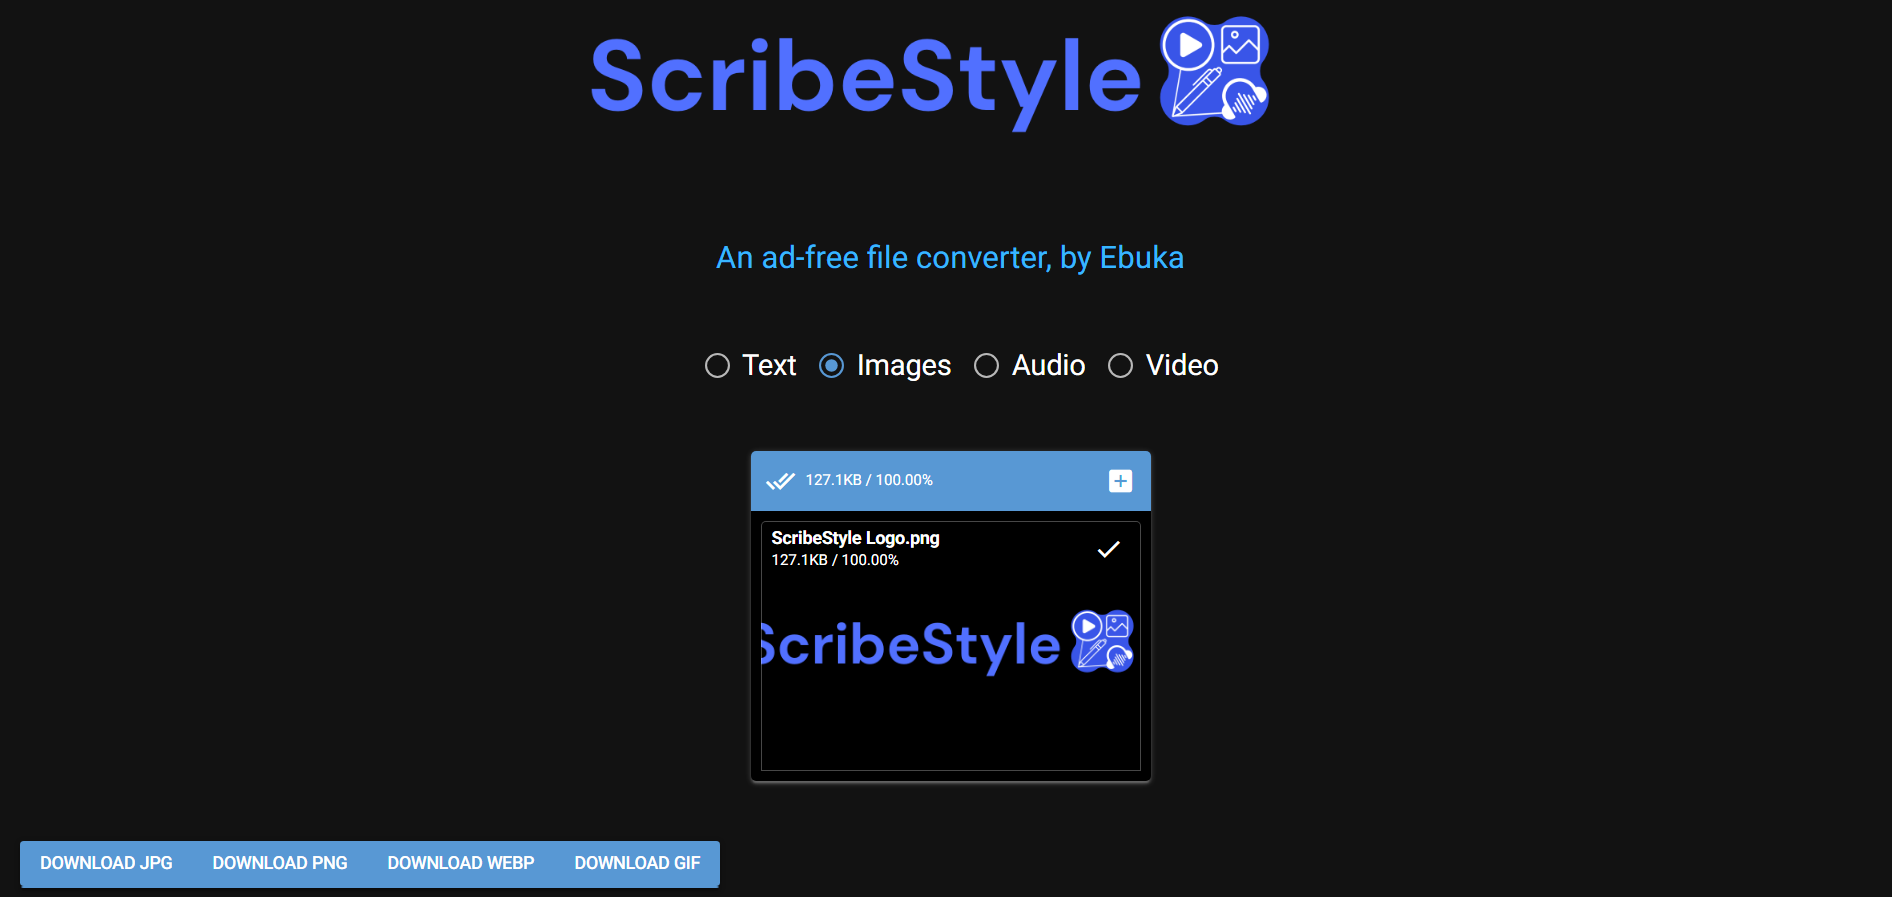 ScribeStyle
An ad-free file converter, by Ebuka
Text Images Audio Video
127.1KB / 100.00%
ScribeStyle Logo.png
127.1KB / 100.00%
ScribeStyle
DOWNLOAD JPG DOWNLOAD PNG DOWNLOAD WEBP DOWNLOAD GIF